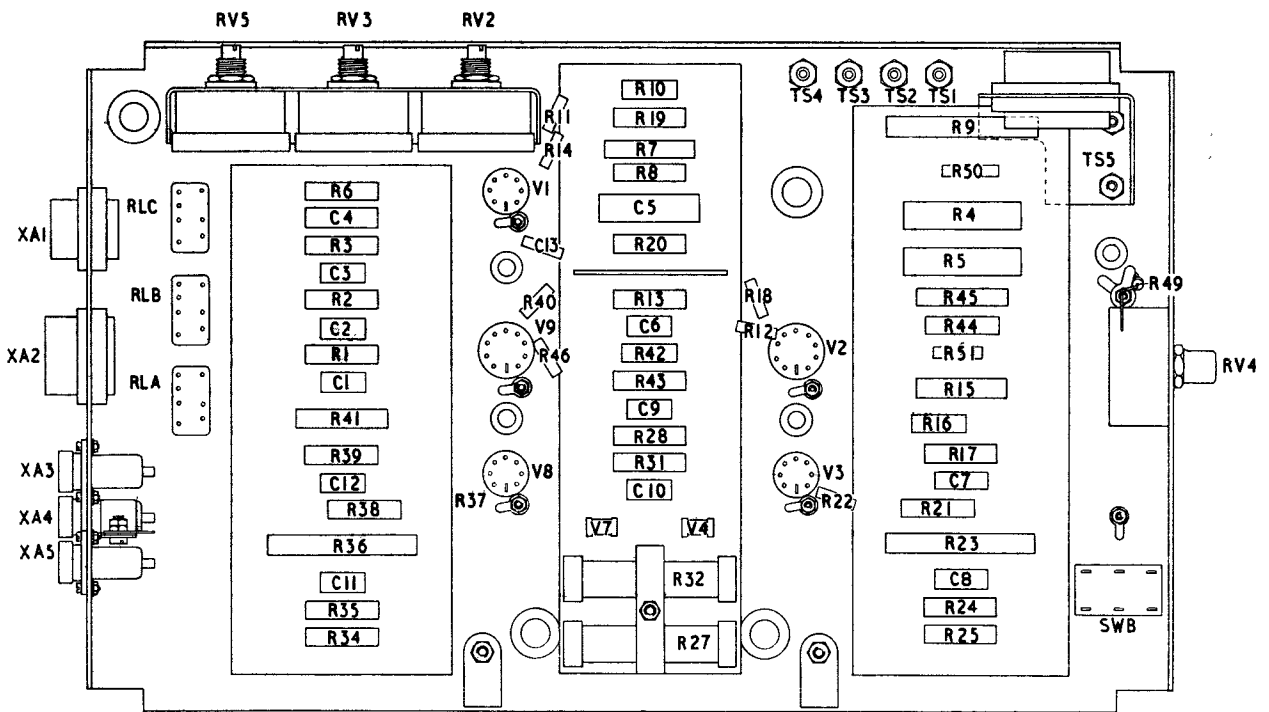 RV5 RV3 RV2
R10
TS4 TS3 TS2 TS1
R11
R19
R9
R14
R7
TS5
R8
R50
RLC
R6
V1
C4
C5
R4
XA1
R3
C13
R20
R5
C3
RLB
R2
R40
R13
R18
R45
R49
C2
V9
C6
R12
R44
XA2
R1
R46
R42
V2
R51
RV4
RLA
C1
R43
R15
R41
C9
R16
R28
R39
R31
R17
XA3
C12
V8
C10
V3
C7
R38
R37
R22
R21
XA4
V7 V4
R36
R23
XA5
C11
R32
C8
R35
R24
R34
R27
R25
SWB